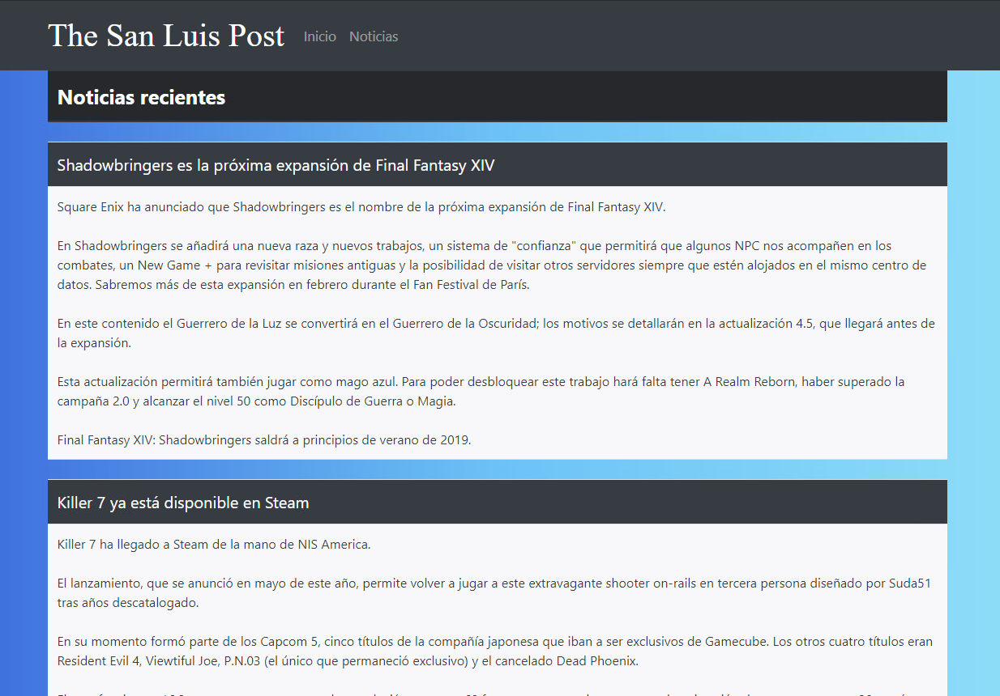 The San Luis Post
Inicio
Noticias
Noticias recientes
Shadowbringers es la próxima expansión de Final Fantasy XIV
Square Enix ha anunciado que Shadowbringers es el nombre de la próxima expansión de Final Fantasy XIV.
En Shadowbringers se añadirá una nueva raza y nuevos trabajos, un sistema de "confianza" que permitirá que algunos NPC nos acompañen en los
combates, un New Game + para revisitar misiones antiguas y la posibilidad de visitar otros servidores siempre que estén alojados en el mismo centro de
datos. Sabremos más de esta expansión en febrero durante el Fan Festival de París.
En este contenido el Guerrero de la Luz se convertirá en el Guerrero de la Oscuridad; los motivos se detallarán en la actualización 4.5, que llegará antes de
la expansión.
Esta actualización permitirá también jugar como mago azul. Para poder desbloquear este trabajo hará falta tener A Realm Reborn, haber superado la
campaña 2.0 y alcanzar el nivel 50 como Discípulo de Guerra o Magia.
Final Fantasy XIV: Shadowbringers saldrá a principios de verano de 2019.
Killer 7 ya está disponible en Steam
Killer 7 ha llegado a Steam de la mano de NIS America.
El lanzamiento, que se anunció en mayo de este año, permite volver a jugar a este extravagante shooter on-rails en tercera persona diseñado por Suda51
tras años descatalogado.
En su momento formó parte de los Capcom 5, cinco títulos de la compañía japonesa que iban a ser exclusivos de Gamecube. Los otros cuatro títulos eran
Resident Evil 4, Viewtiful Joe, P.N.03 (el único que permaneció exclusivo) y el cancelado Dead Phoenix.